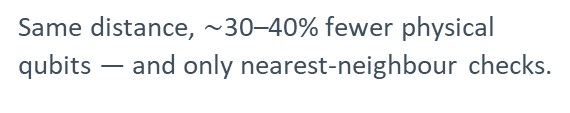 Same distance, ~30–40% fewer physical
qubits — and only nearest-neighbour checks.